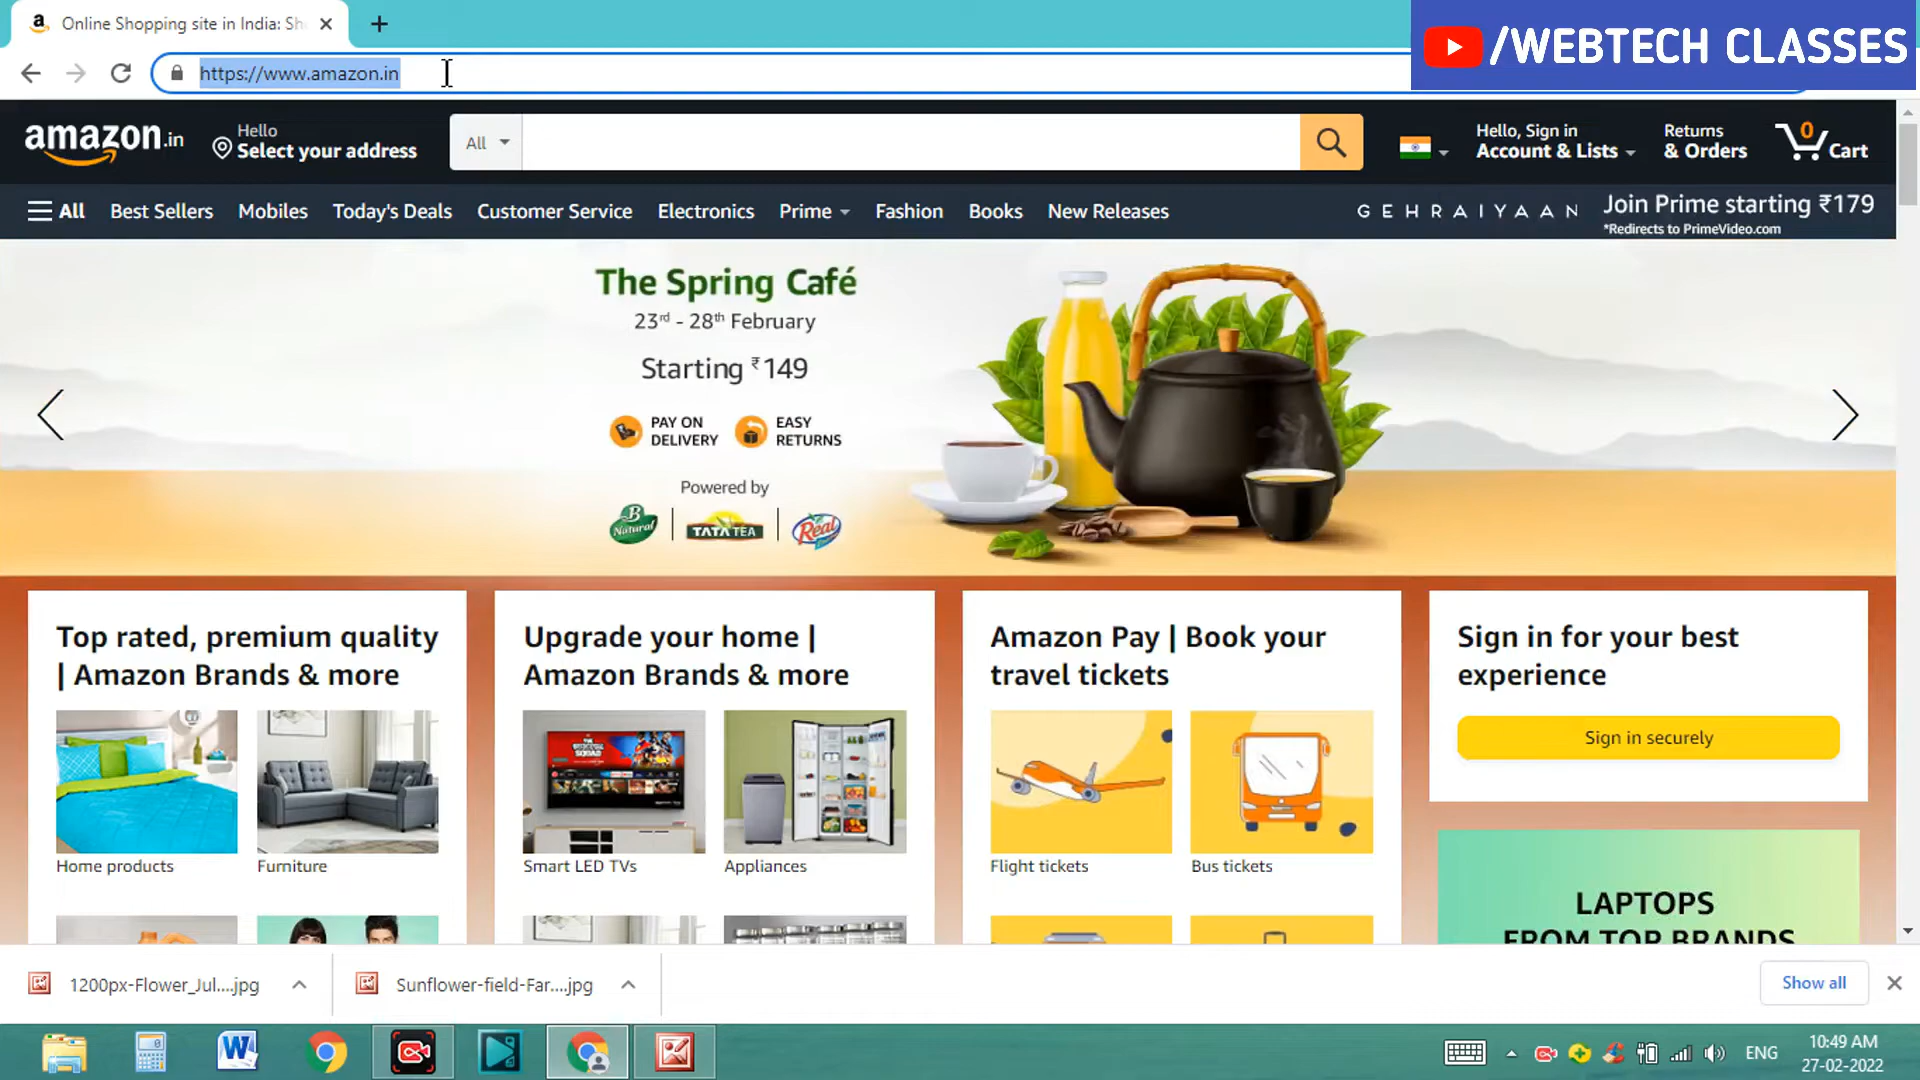 Online Shopping site in India: Sh
/WEBTECH CLASSES
https://www.amazon.in
amazon.in
Hello
Select your address
All
Hello, Sign in
Account & Lists
Returns
& Orders
0
Cart
All
Best Sellers
Mobiles
Today's Deals
Customer Service
Electronics
Prime
Fashion
Books
New Releases
GEHRAIYAAN
Join Prime starting ₹179
*Redirects to PrimeVideo.com
The Spring Café
23rd - 28th February
Starting ₹149
PAY ON
DELIVERY
EASY
RETURNS
Powered by
B
Natural
TATA TEA
Real
Top rated, premium quality
| Amazon Brands & more
Home products
Furniture
Upgrade your home |
Amazon Brands & more
Smart LED TVs
Appliances
Amazon Pay | Book your
travel tickets
Flight tickets
Bus tickets
Sign in for your best
experience
Sign in securely
LAPTOPS
FROM TOP BRANDS
1200px-Flower_Jul....jpg
Sunflower-field-Far....jpg
Show all
ENG
10:49 AM
27-02-2022